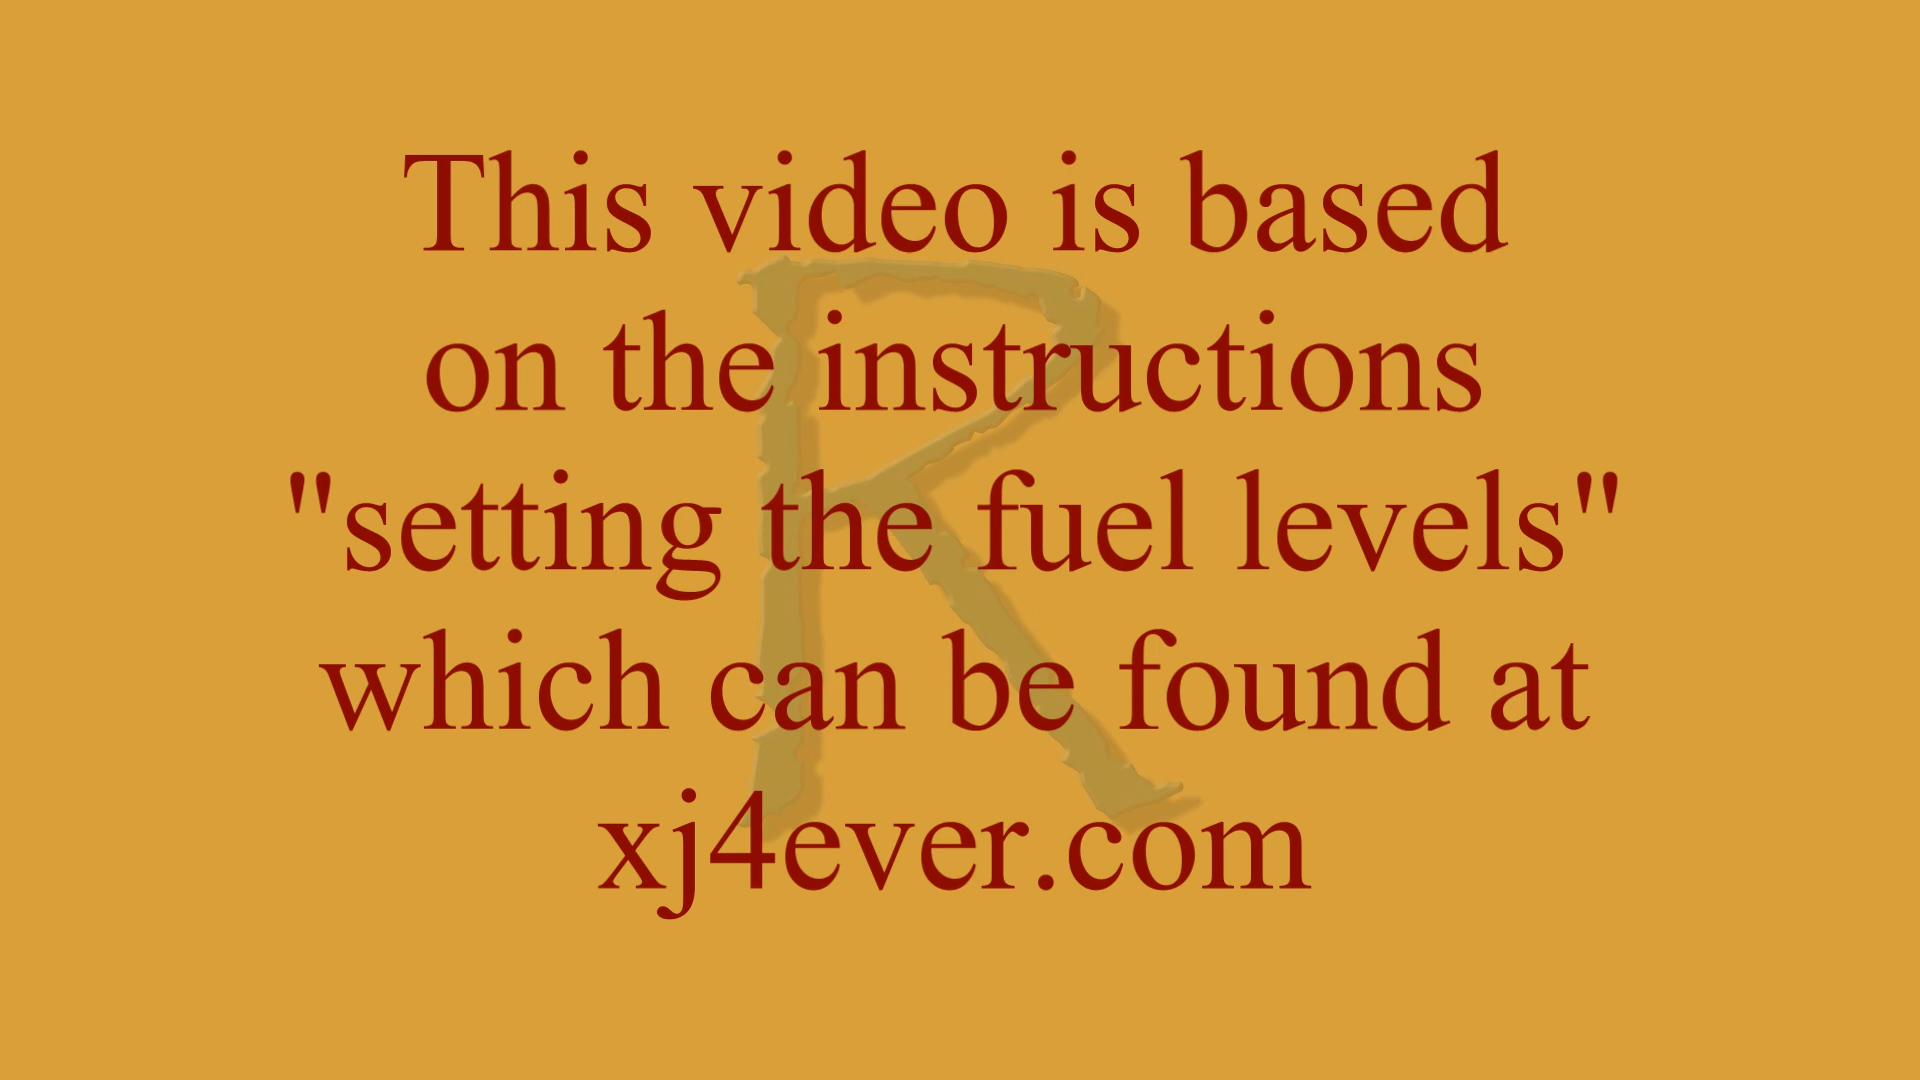 This video is based
on the instructions
"setting the fuel levels"
which can be found at
xj4ever.com
R